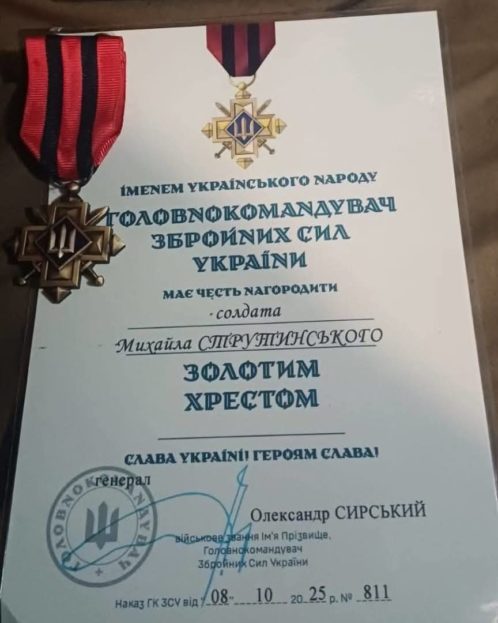 ІМЕНЕМ УКРАЇНСЬКОГО НАРОДУ
ГОЛОВНОКОМАНДУВАЧ
ЗБРОЙНИХ СИЛ
УКРАЇНИ
МАЄ ЧЕСТЬ НАГОРОДИТИ
солдата
Михайла СТРУТИНСЬКОГО
ЗОЛОТИМ
ХРЕСТОМ
СЛАВА УКРАЇНІ! ГЕРОЯМ СЛАВА!
генерал
ГОЛОВНОКОМАНДУВАЧ
Олександр СИРСЬКИЙ
військове звання Ім'я Прізвище,
Головнокомандувач
Збройних Сил України
Наказ ГК ЗСУ від 08- 10 2025 р. № 811